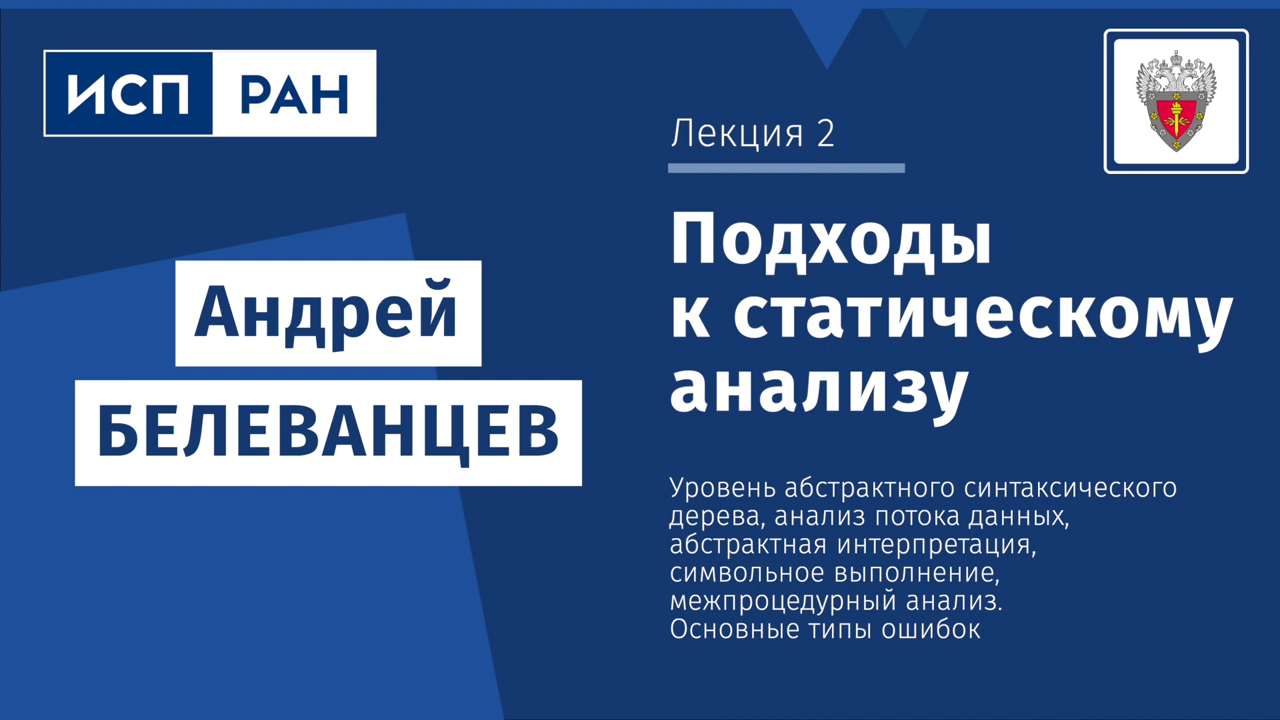 ИСП РАН
Лекция 2
Андрей
БЕЛЕВАНЦЕВ
Подходы
к статическому
анализу
Уровень абстрактного синтаксического
дерева, анализ потока данных,
абстрактная интерпретация,
символьное выполнение,
межпроцедурный анализ.
Основные типы ошибок